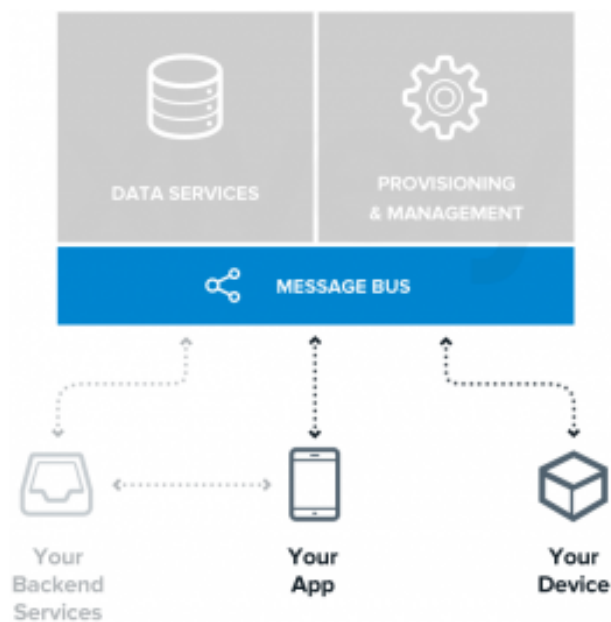 DATA SERVICES
PROVISIONING
& MANAGEMENT
MESSAGE BUS
Your
Backend
Services
Your
App
Your
Device